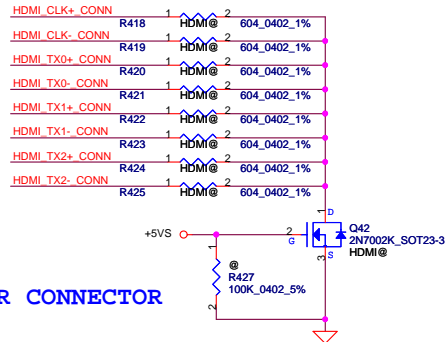 HDMI_CLK+_CONN 1 2
R418 HDMI@ 604_0402_1%
HDMI_CLK-_CONN 1 2
R419 HDMI@ 604_0402_1%
HDMI_TX0+_CONN 1 2
R420 HDMI@ 604_0402_1%
HDMI_TX0-_CONN 1 2
R421 HDMI@ 604_0402_1%
HDMI_TX1+_CONN 1 2
R422 HDMI@ 604_0402_1%
HDMI_TX1-_CONN 1 2
R423 HDMI@ 604_0402_1%
HDMI_TX2+_CONN 1 2
R424 HDMI@ 604_0402_1%
HDMI_TX2-_CONN 1 2
R425 HDMI@ 604_0402_1%
1 D
Q42
+5VS 2 G
2N7002K_SOT23-3
3 S
HDMI@
1
@
R427
100K_0402_5%
2
R CONNECTOR